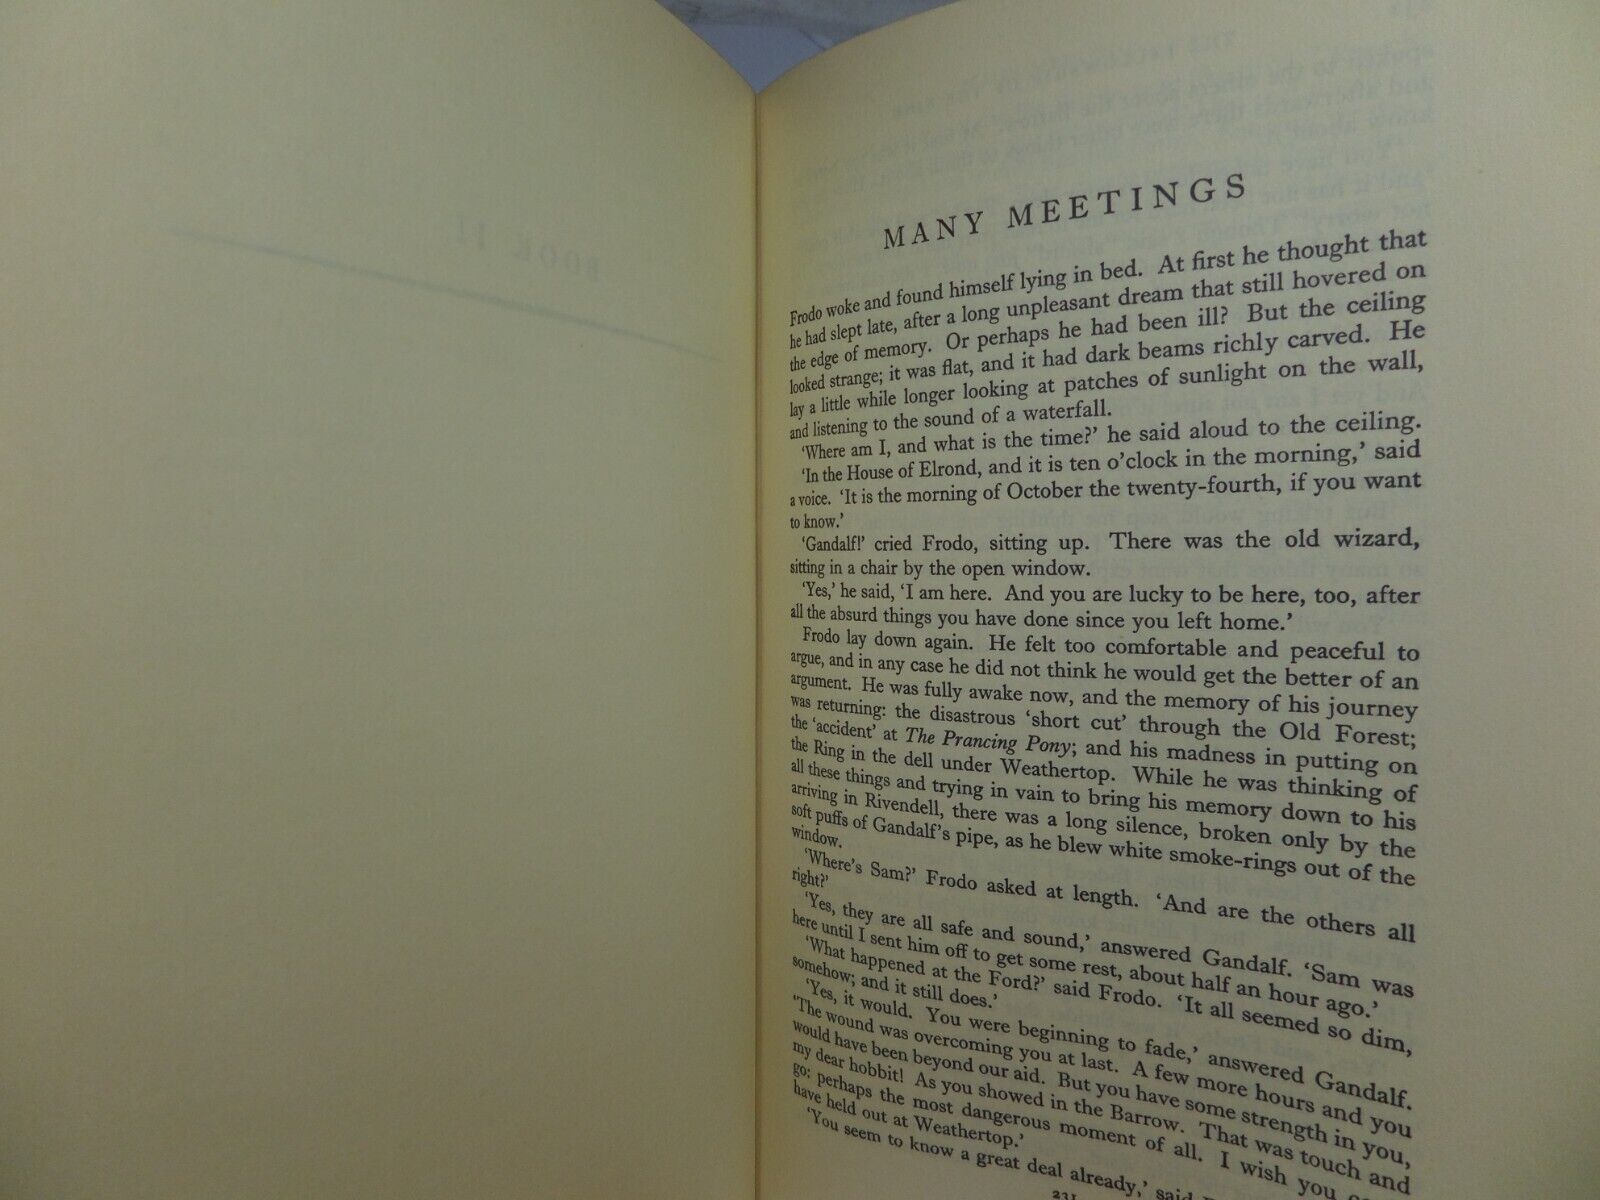 BOOK II
MANY MEETINGS
Frodo woke and found himself lying in bed. At first he thought that
he had slept late, after a long unpleasant dream that still hovered on
the edge of memory. Or perhaps he had been ill? But the ceiling
looked strange; it was flat, and it had dark beams richly carved. He
lay a little while longer looking at patches of sunlight on the wall,
and listening to the sound of a waterfall.
‘Where am I, and what is the time?’ he said aloud to the ceiling.
‘In the House of Elrond, and it is ten o’clock in the morning,’ said
a voice. ‘It is the morning of October the twenty-fourth, if you want
to know.’
‘Gandalf!’ cried Frodo, sitting up. There was the old wizard,
sitting in a chair by the open window.
‘Yes,’ he said, ‘I am here. And you are lucky to be here, too, after
all the absurd things you have done since you left home.’
Frodo lay down again. He felt too comfortable and peaceful to
argue, and in any case he did not think he would get the better of an
argument. He was fully awake now, and the memory of his journey
was returning: the disastrous ‘short cut’ through the Old Forest;
the ‘accident’ at The Prancing Pony; and his madness in putting on
the Ring in the dell under Weathertop. While he was thinking of
all these things and trying in vain to bring his memory down to his
arriving in Rivendell, there was a long silence, broken only by the
soft puffs of Gandalf’s pipe, as he blew white smoke-rings out of the
window.
‘Where’s Sam?’ Frodo asked at length. ‘And are the others all
right?’
‘Yes, they are all safe and sound,’ answered Gandalf. ‘Sam was
here until I sent him off to get some rest, about half an hour ago.’
‘What happened at the Ford?’ said Frodo. ‘It all seemed so dim,
somehow; and it still does.’
‘Yes, it would. You were beginning to fade,’ answered Gandalf.
‘The wound was overcoming you at last. A few more hours and you
would have been beyond our aid. But you have some strength in you,
my dear hobbit! As you showed in the Barrow. That was touch and
go: perhaps the most dangerous moment of all. I wish you
have held out at Weathertop.’
‘You seem to know a great deal already,’ said
231